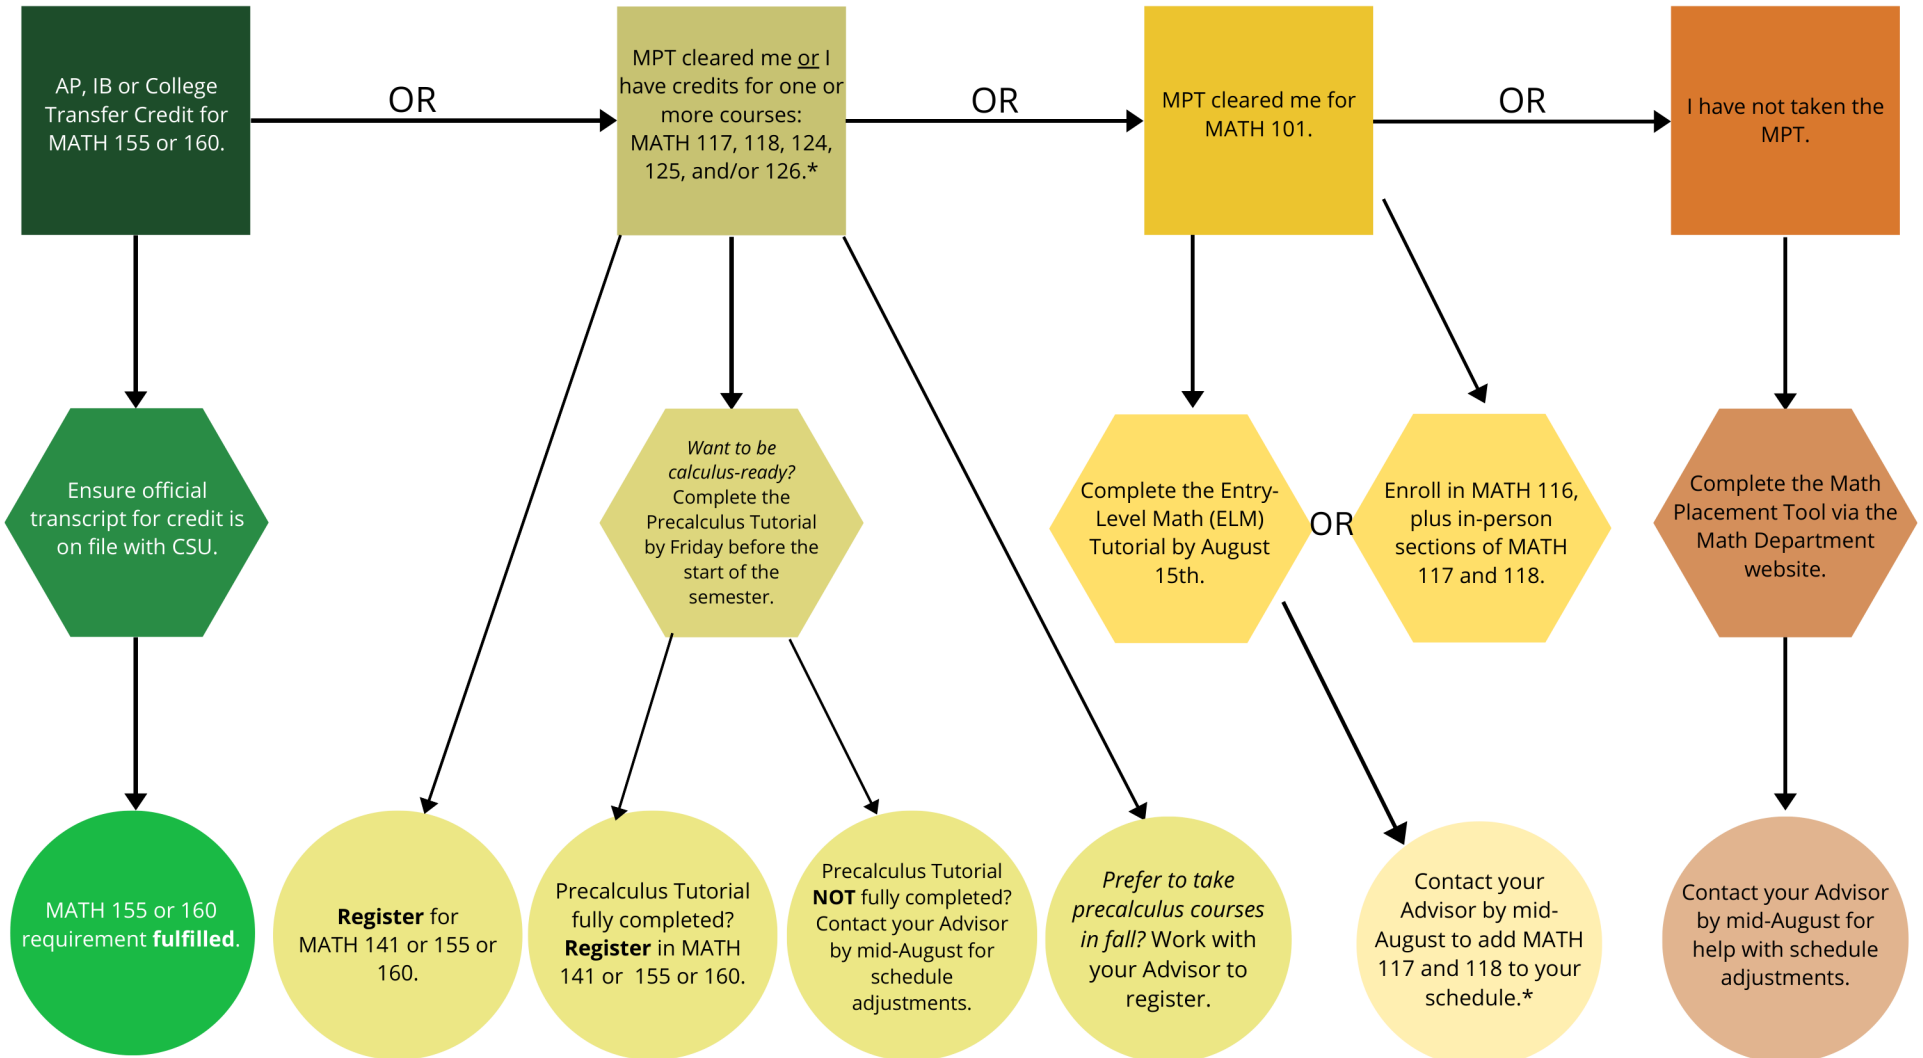 AP, IB or College
Transfer Credit for
MATH 155 or 160.
OR
MPT cleared me or I
have credits for one or
more courses:
MATH 117, 118, 124,
125, and/or 126.*
OR
MPT cleared me for
MATH 101.
OR
I have not taken the
MPT.
Ensure official
transcript for credit is
on file with CSU.
Want to be
calculus-ready?
Complete the
Precalculus Tutorial
by Friday before the
start of the
semester.
Complete the Entry-
Level Math (ELM)
Tutorial by August
15th.
OR
Enroll in MATH 116,
plus in-person
sections of MATH
117 and 118.
Complete the Math
Placement Tool via the
Math Department
website.
MATH 155 or 160
requirement fulfilled.
Register for
MATH 141 or 155 or
160.
Precalculus Tutorial
fully completed?
Register in MATH
141 or 155 or 160.
Precalculus Tutorial
NOT fully completed?
Contact your Advisor
by mid-August for
schedule
adjustments.
Prefer to take
precalculus courses
in fall? Work with
your Advisor to
register.
Contact your
Advisor by mid-
August to add MATH
117 and 118 to your
schedule.*
Contact your Advisor
by mid-August for
help with schedule
adjustments.